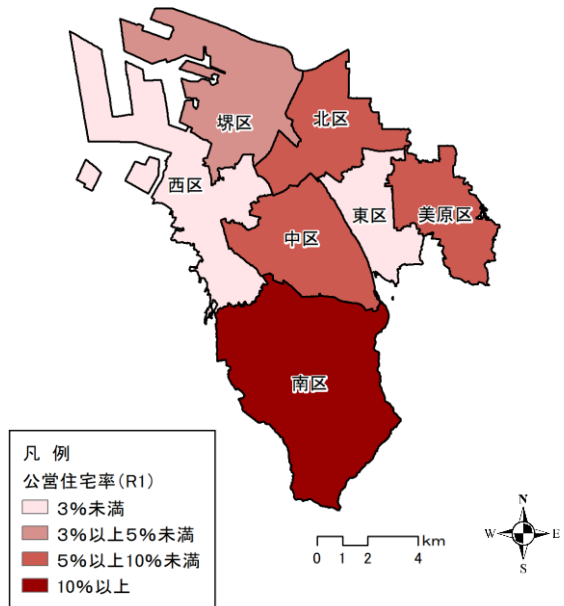 堺区
北区
西区
東区
美原区
中区
南区
凡 例
公営住宅率(R1)
3%未満
3%以上5%未満
5%以上10%未満
10%以上
km
0 1 2 4
N
W E
S